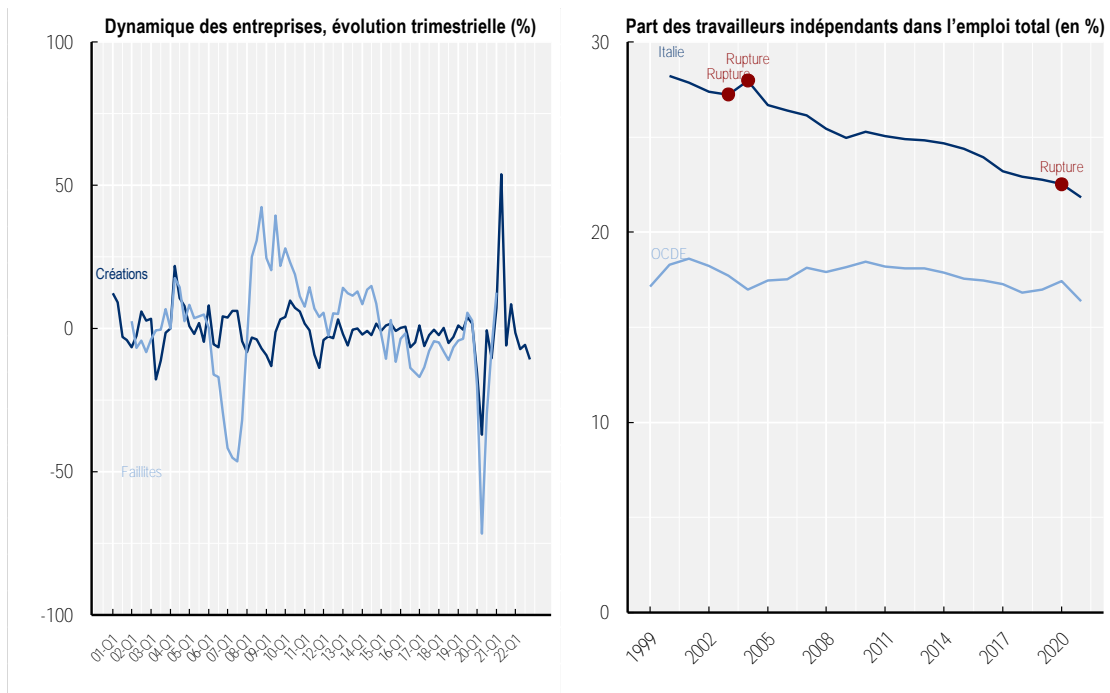 Dynamique des entreprises, évolution trimestrielle (%)
100
50
0
-50
-100
Créations
Faillites
01-Q1
02-Q1
03-Q1
04-Q1
05-Q1
06-Q1
07-Q1
08-Q1
09-Q1
10-Q1
11-Q1
12-Q1
13-Q1
14-Q1
15-Q1
16-Q1
17-Q1
18-Q1
19-Q1
20-Q1
21-Q1
22-Q1
Part des travailleurs indépendants dans l'emploi total (en %)
30
20
10
0
Italie
Rupture
Rupture
Rupture
OCDE
1999
2002
2005
2008
2011
2014
2017
2020